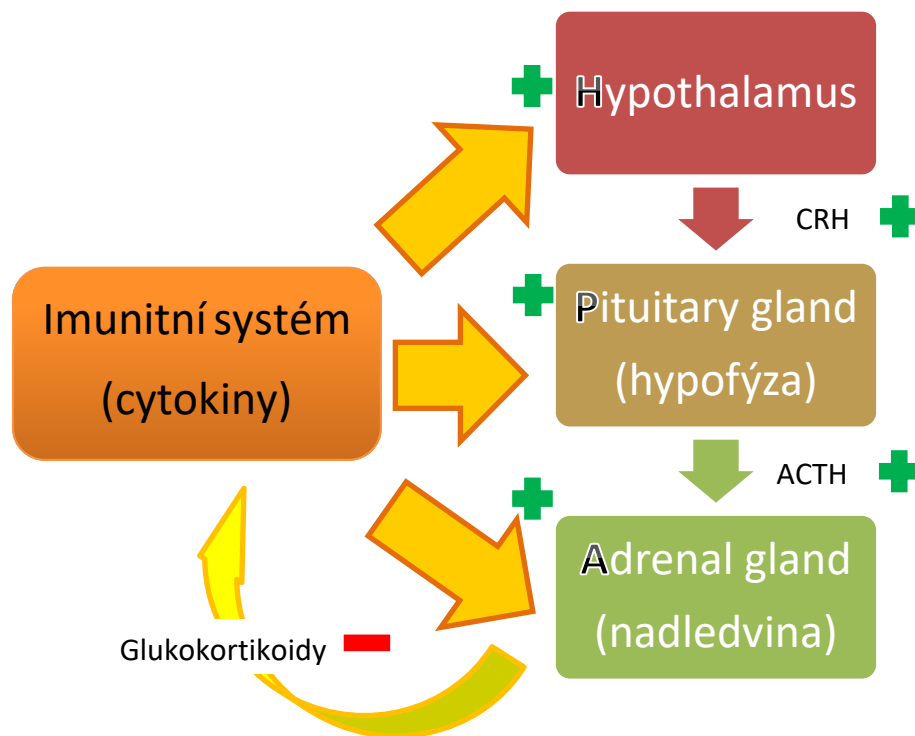 Hypothalamus
CRH
Imunitní systém
(cytokiny)
Pituitary gland
(hypofýza)
ACTH
Adrenal gland
(nadledvina)
Glukokortikoidy